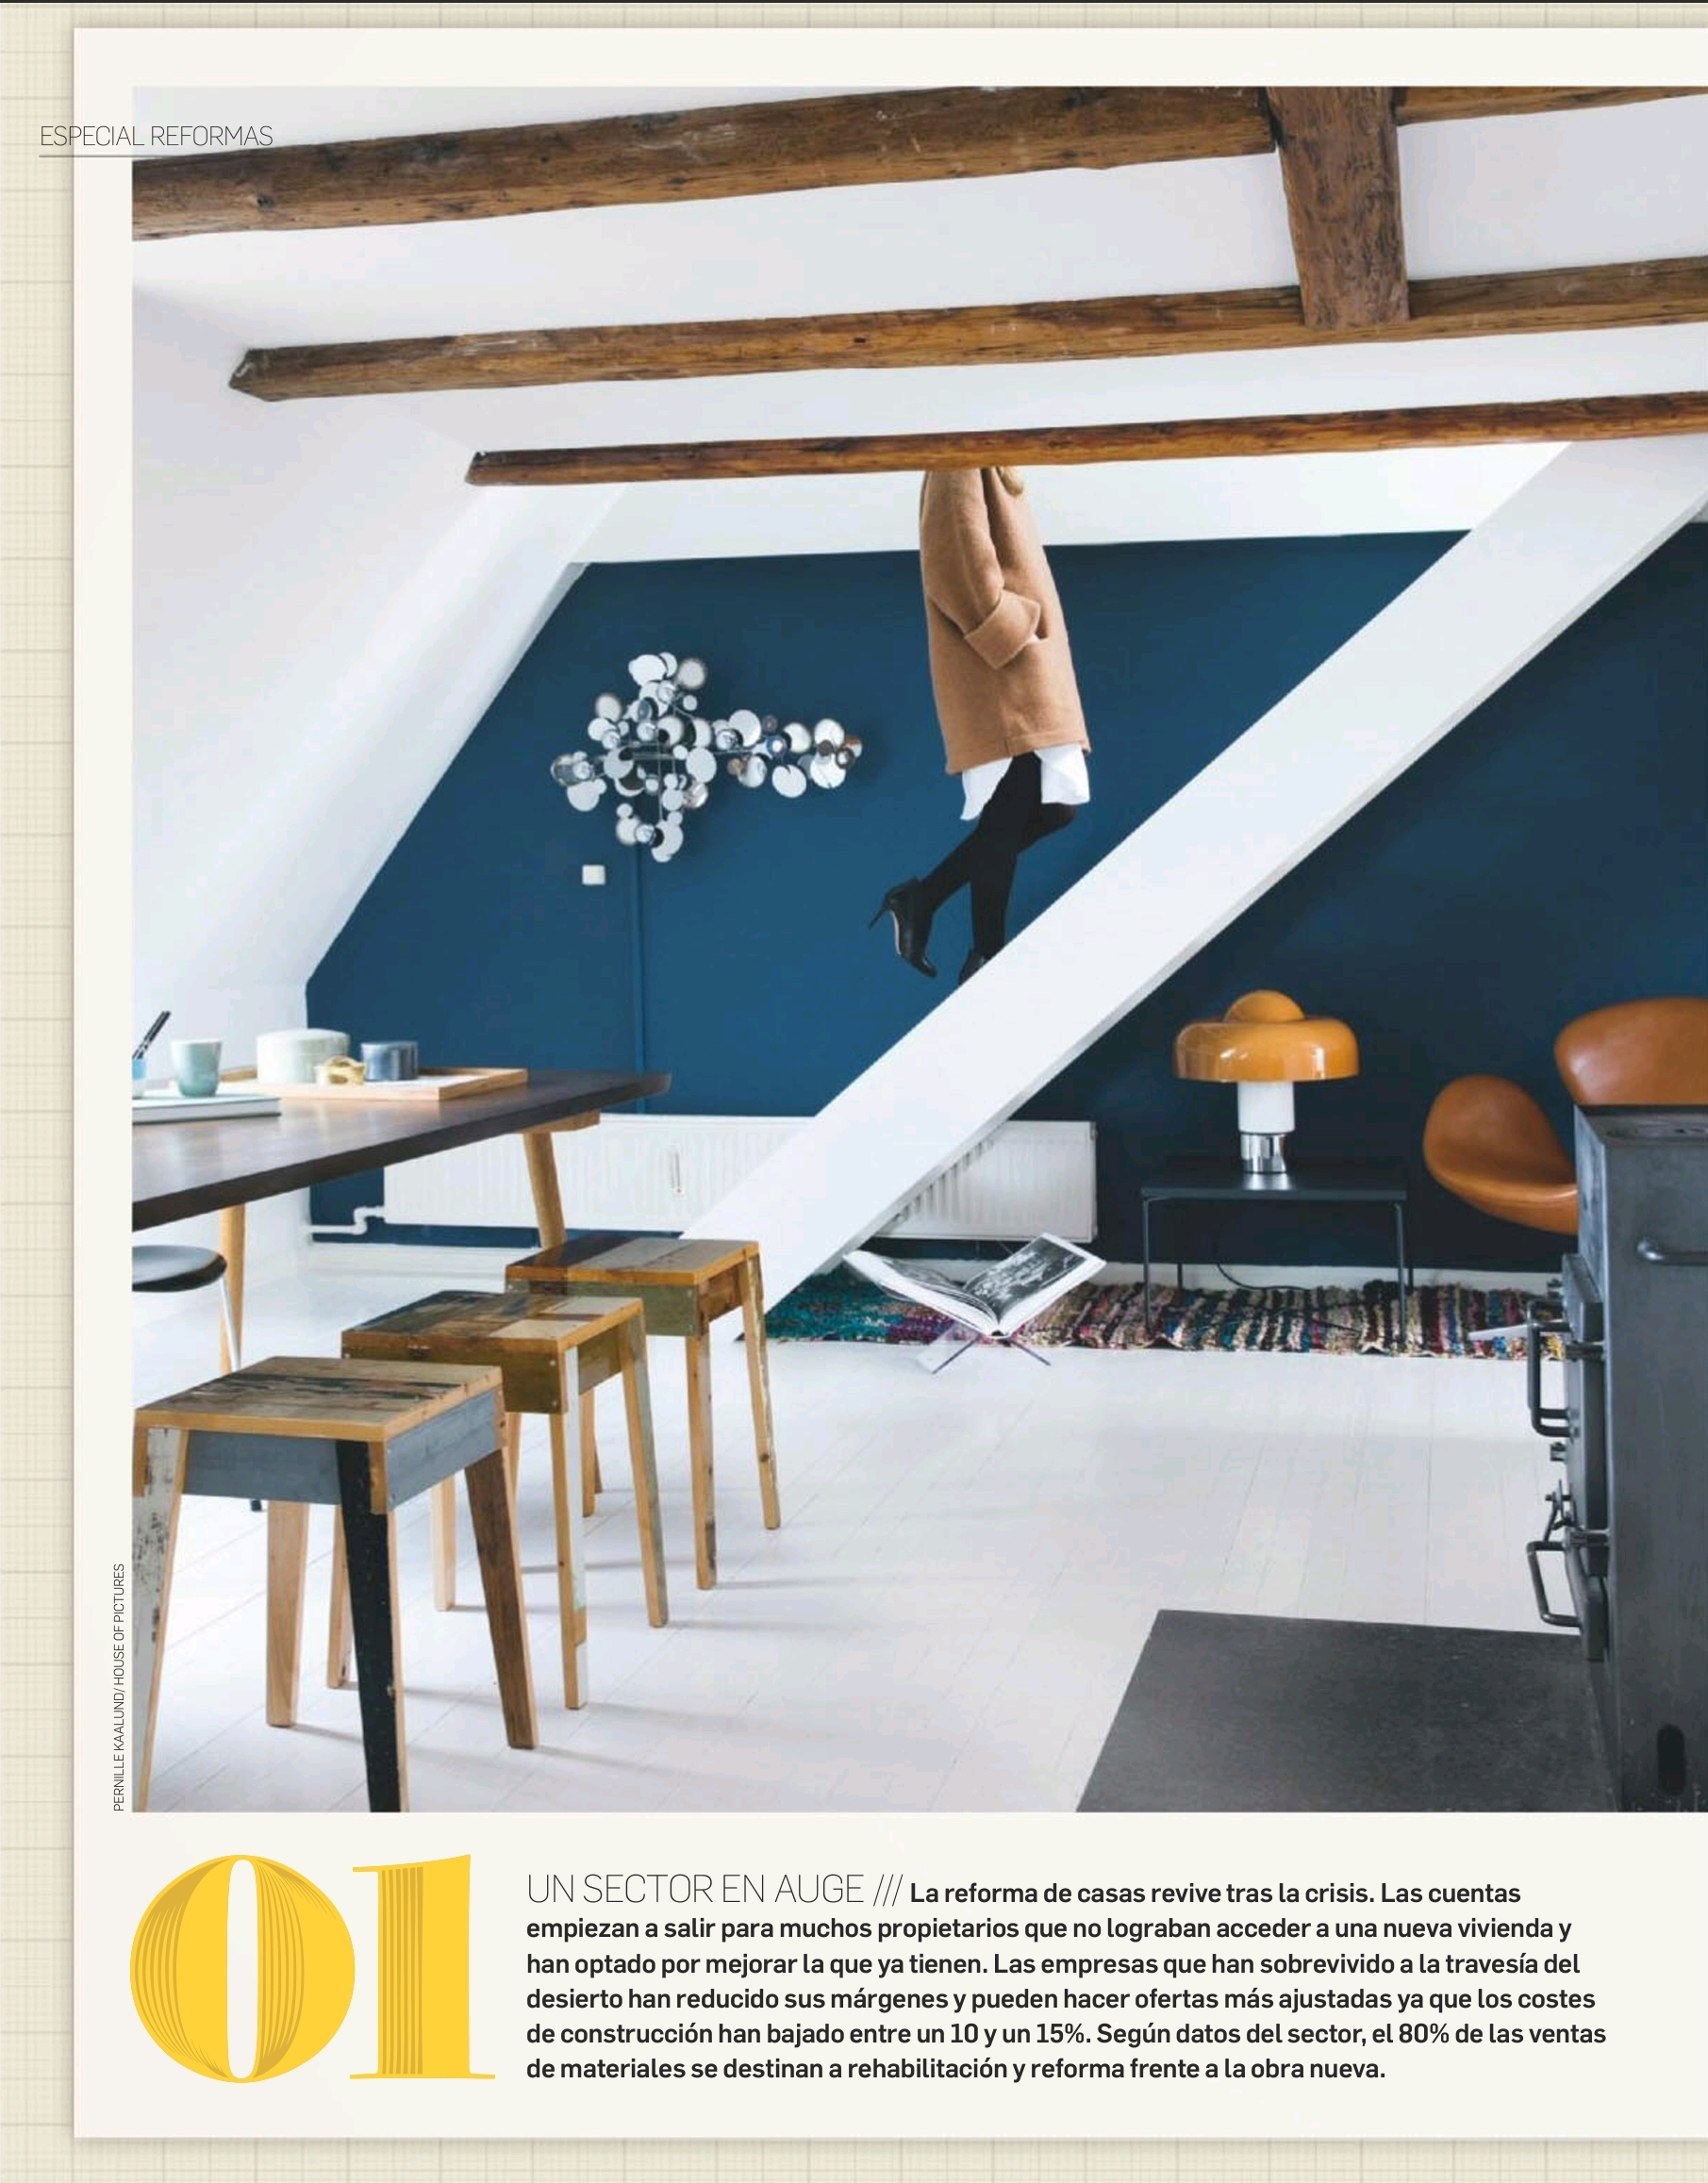 ESPECIAL REFORMAS
PERNILLE KAALUND/ HOUSE OF PICTURES
01
UN SECTOR EN AUGE /// La reforma de casas revive tras la crisis. Las cuentas
empiezan a salir para muchos propietarios que no lograban acceder a una nueva vivienda y
han optado por mejorar la que ya tienen. Las empresas que han sobrevivido a la travesía del
desierto han reducido sus márgenes y pueden hacer ofertas más ajustadas ya que los costes
de construcción han bajado entre un 10 y un 15%. Según datos del sector, el 80% de las ventas
de materiales se destinan a rehabilitación y reforma frente a la obra nueva.